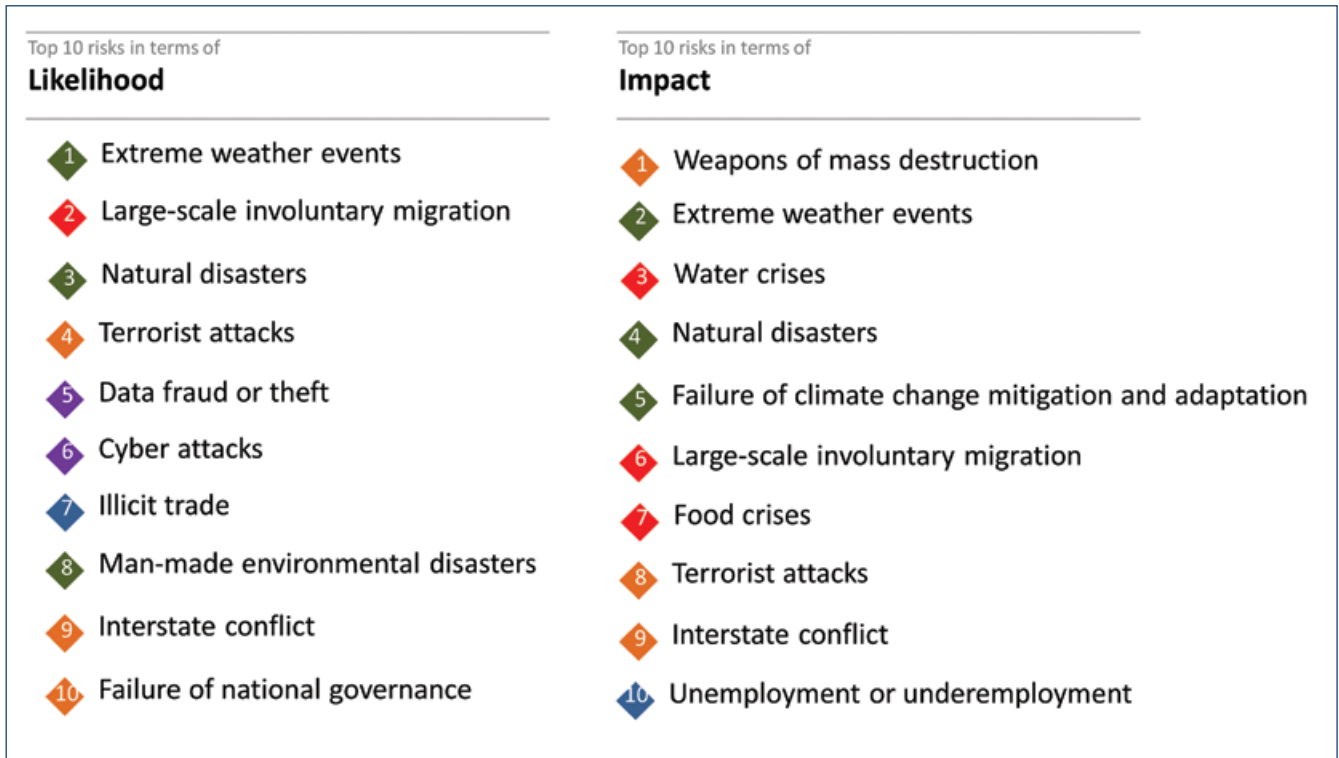 Top 10 risks in terms of
Likelihood
1 Extreme weather events
2 Large-scale involuntary migration
3 Natural disasters
4 Terrorist attacks
5 Data fraud or theft
6 Cyber attacks
7 Illicit trade
8 Man-made environmental disasters
9 Interstate conflict
10 Failure of national governance
Top 10 risks in terms of
Impact
1 Weapons of mass destruction
2 Extreme weather events
3 Water crises
4 Natural disasters
5 Failure of climate change mitigation and adaptation
6 Large-scale involuntary migration
7 Food crises
8 Terrorist attacks
9 Interstate conflict
10 Unemployment or underemployment